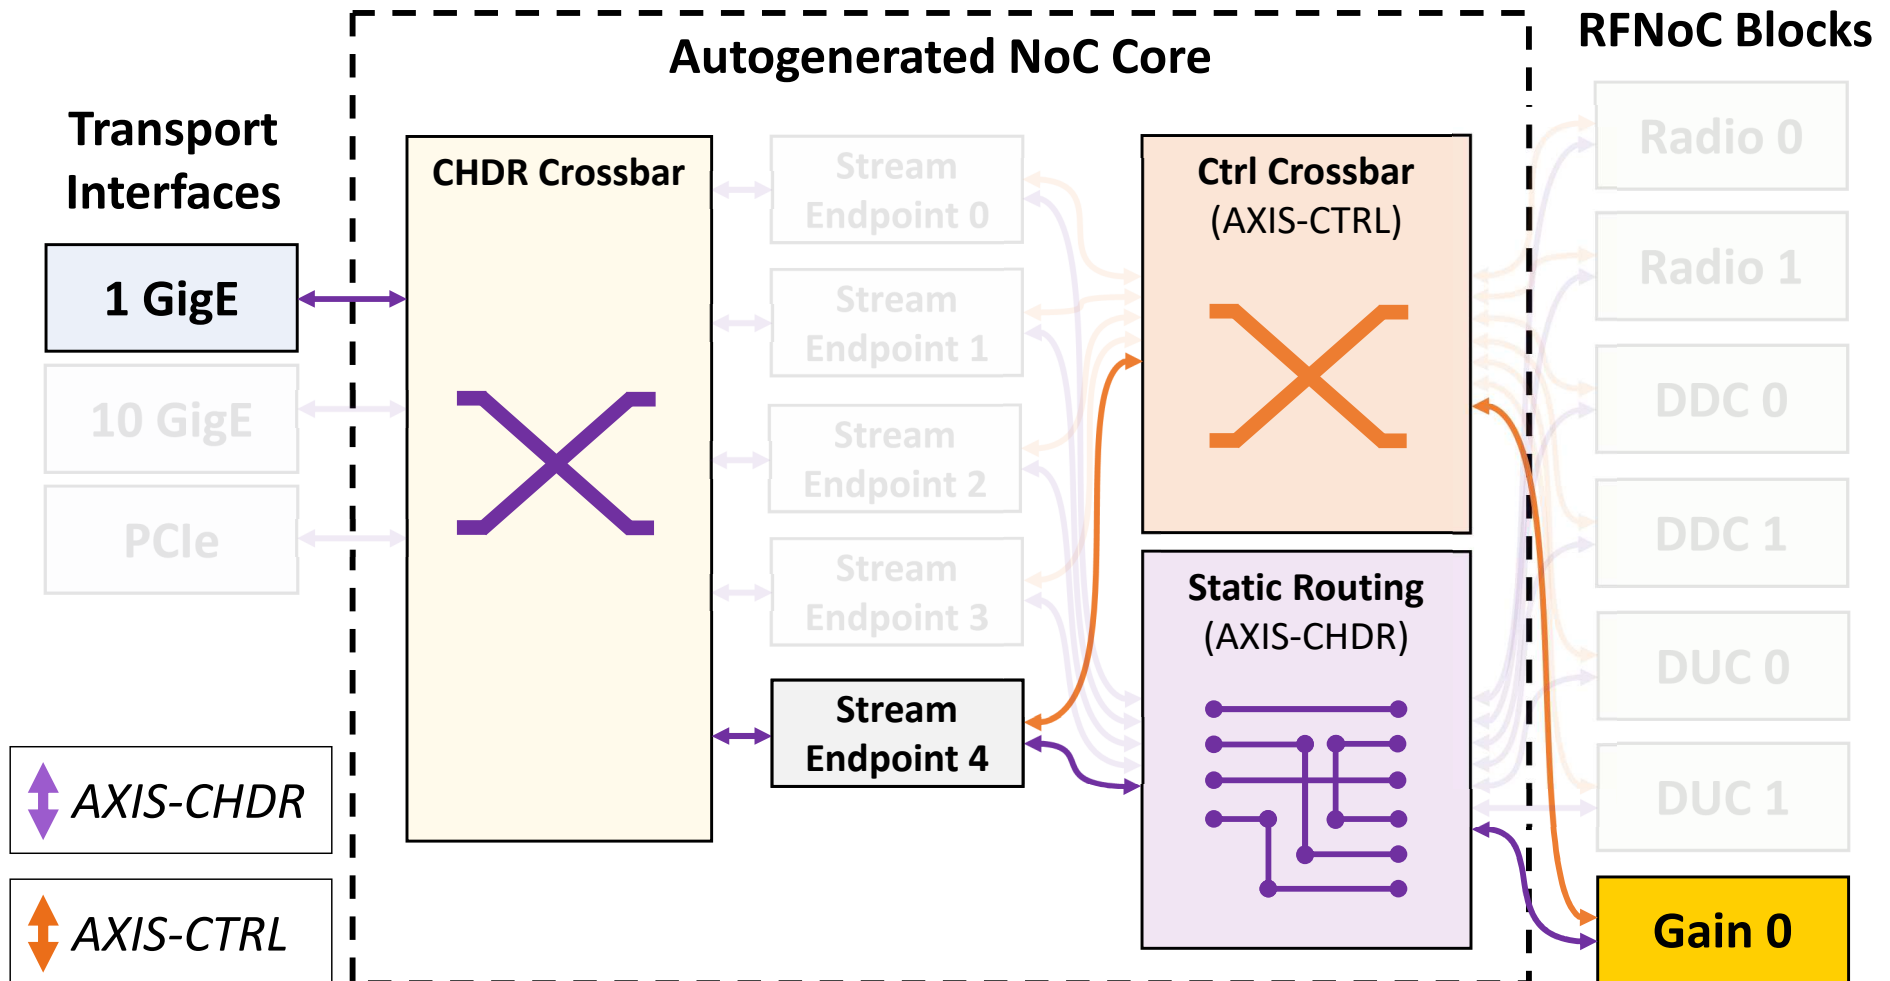 Autogenerated NoC Core
RFNoC Blocks
Transport
Interfaces
1 GigE
10 GigE
PCIe
AXIS-CHDR
AXIS-CTRL
CHDR Crossbar
Stream
Endpoint 0
Stream
Endpoint 1
Stream
Endpoint 2
Stream
Endpoint 3
Stream
Endpoint 4
Ctrl Crossbar
(AXIS-CTRL)
Static Routing
(AXIS-CHDR)
Radio 0
Radio 1
DDC 0
DDC 1
DUC 0
DUC 1
Gain 0